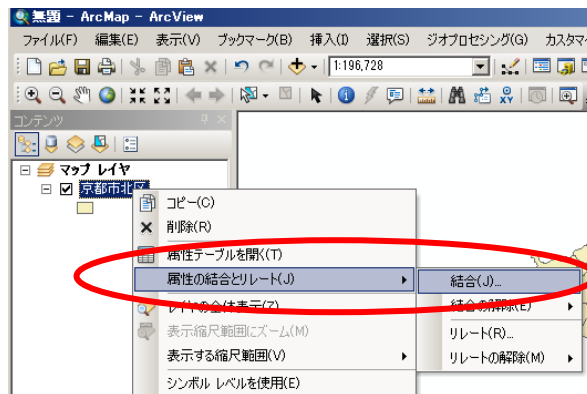 無題 - ArcMap - ArcView
ファイル(F) 編集(E) 表示(V) ブックマーク(B) 挿入(I) 選択(S) ジオプロセシング(G) カスタマ
1:196,728
コンテンツ
マップ レイヤ
京都市北区
コピー(C)
削除(R)
属性テーブルを開く(T)
属性の結合とリレート(J)
結合(J)...
レイヤの全体表示(Z)
結合の解除(E)
表示縮尺範囲にズーム(M)
リレート(R)...
表示する縮尺範囲(V)
リレートの解除(M)
シンボル レベルを使用(E)